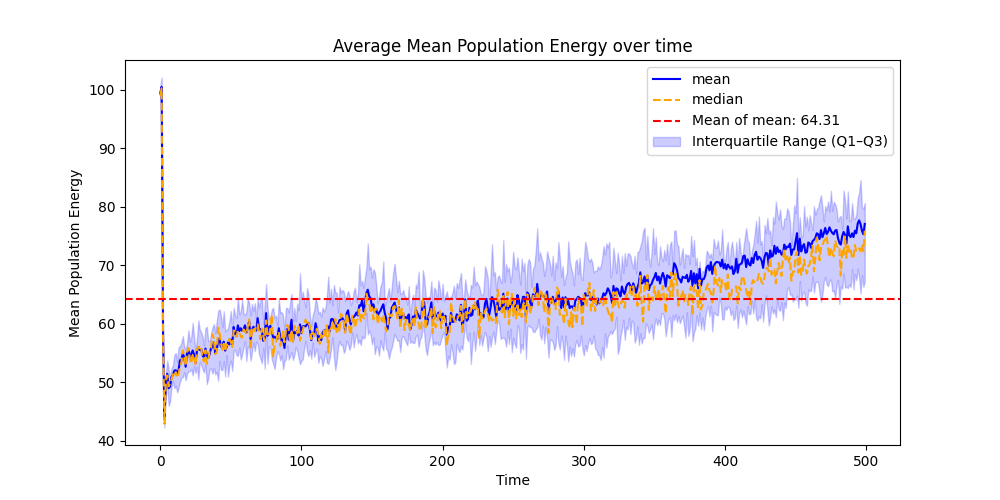 Average Mean Population Energy over time
mean
median
Mean of mean: 64.31
Interquartile Range (Q1–Q3)
Mean Population Energy
100
90
80
70
60
50
40
0 100 200 300 400 500
Time